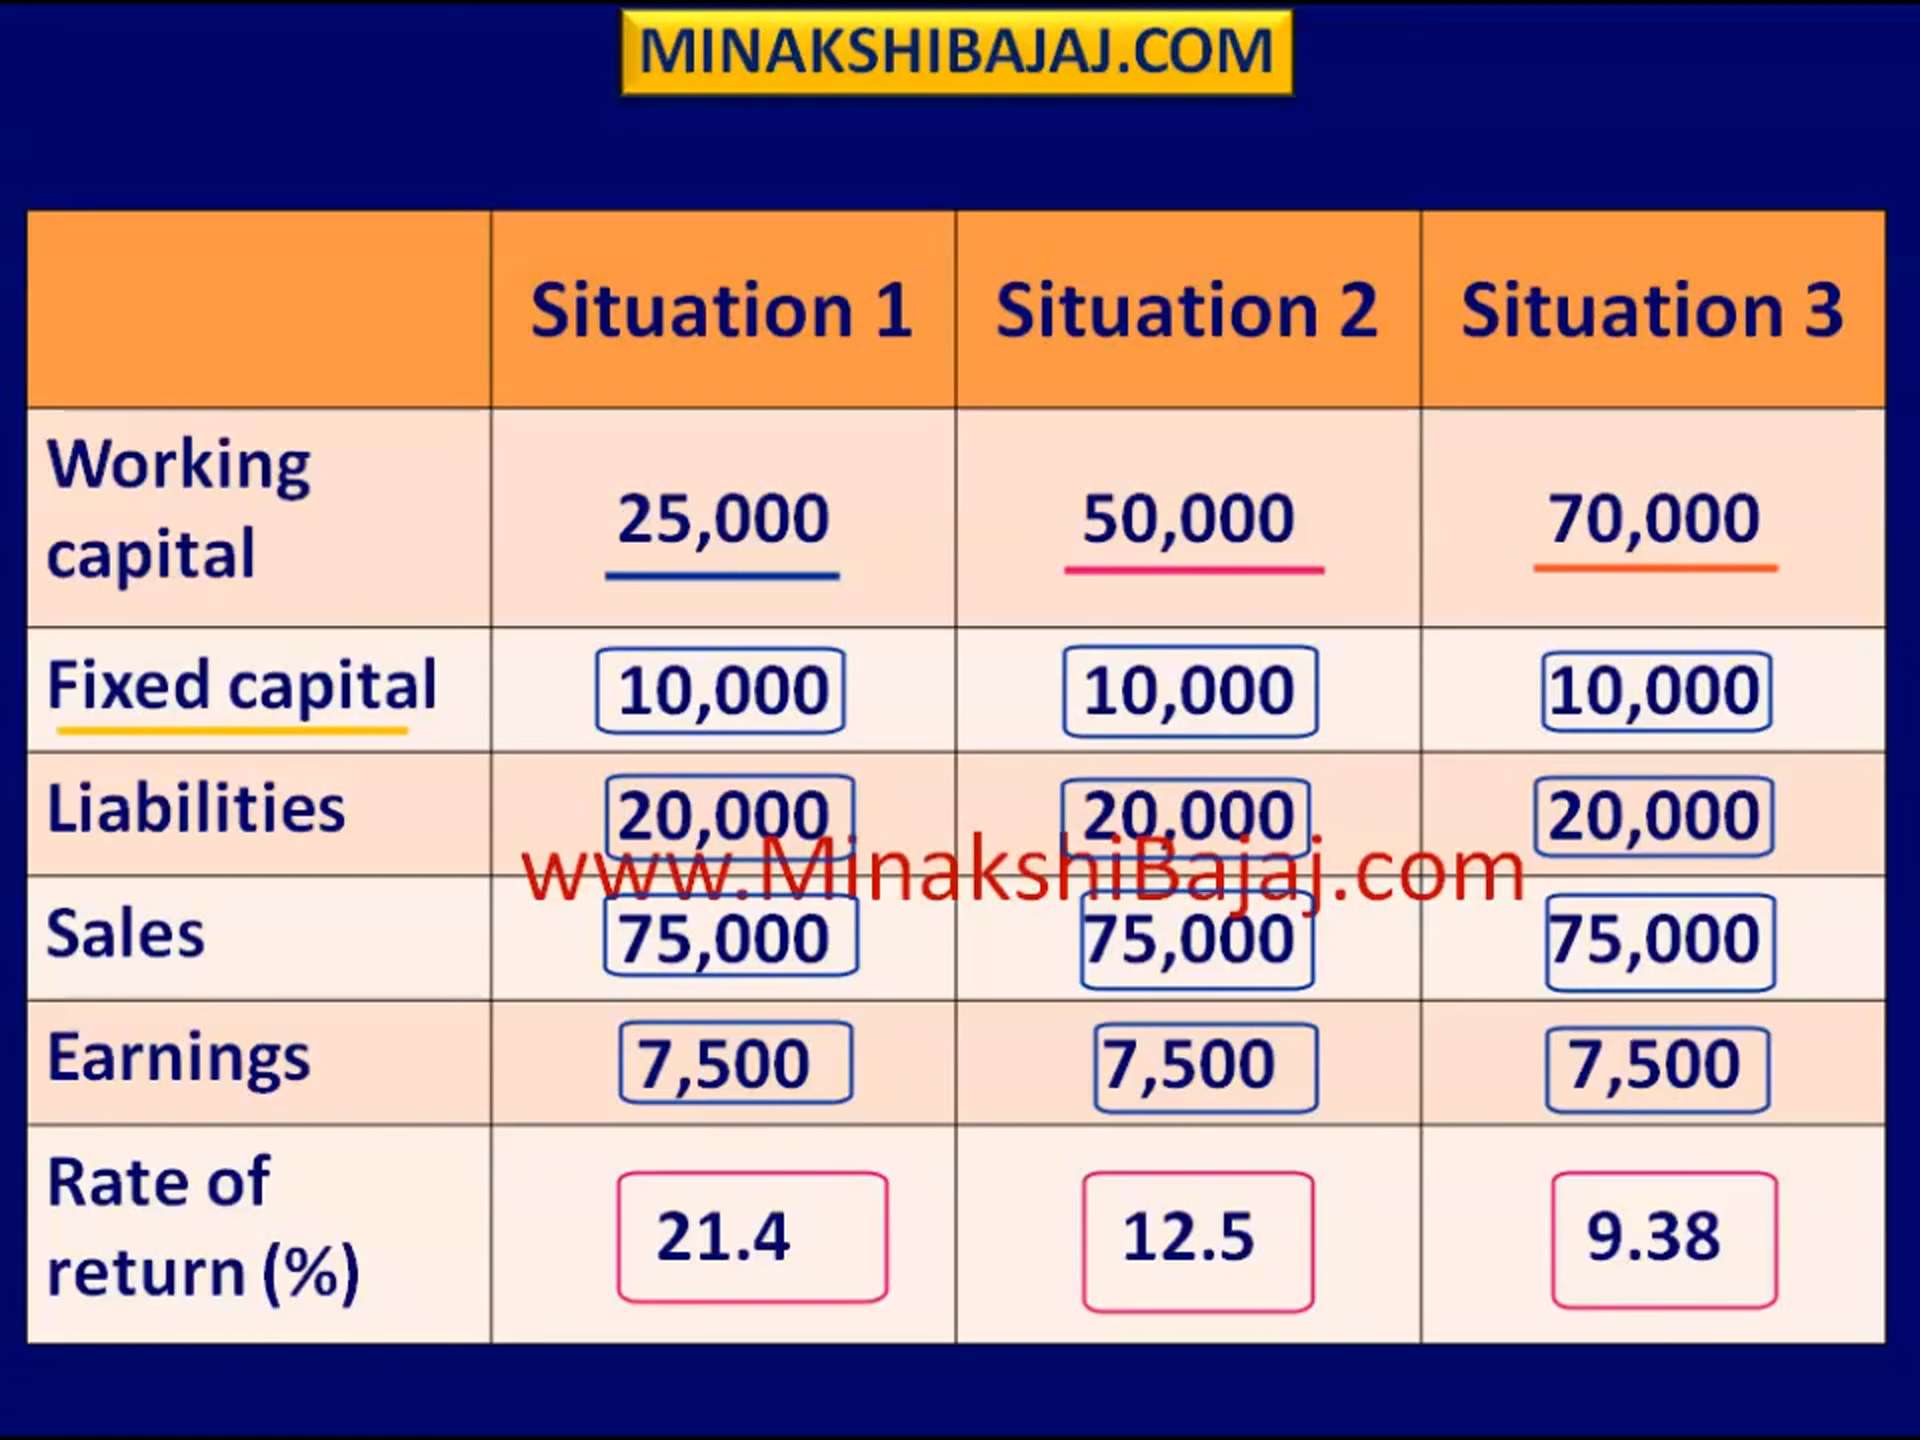 MINAKSHIBAJAJ.COM
Situation 1 Situation 2 Situation 3
Working capital 25,000 50,000 70,000
Fixed capital 10,000 10,000 10,000
Liabilities 20,000 20,000 20,000
www.MinakshiBajaj.com
Sales 75,000 75,000 75,000
Earnings 7,500 7,500 7,500
Rate of return (%) 21.4 12.5 9.38